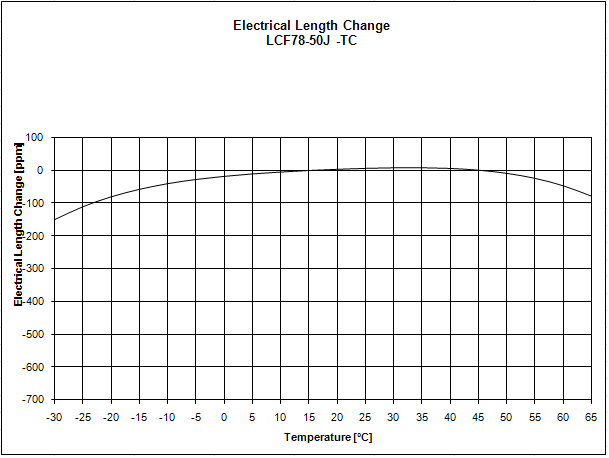 Electrical Length Change
LCF78-50J -TC
Electrical Length Change [ppm]
100
0
-100
-200
-300
-400
-500
-600
-700
-30 -25 -20 -15 -10 -5 0 5 10 15 20 25 30 35 40 45 50 55 60 65
Temperature [°C]